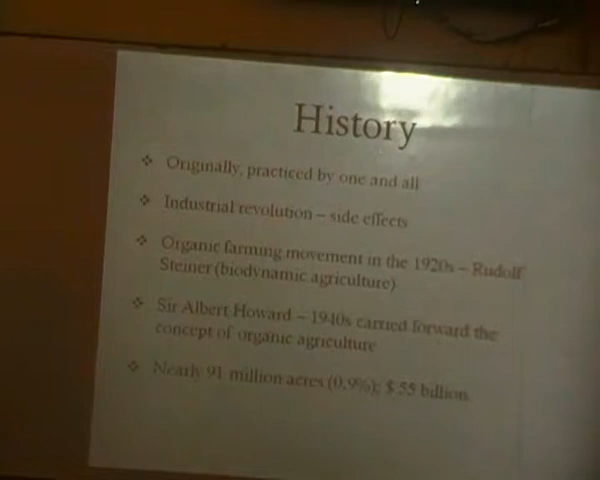 History
❖ Originally, practiced by one and all
❖ Industrial revolution – side effects
❖ Organic farming movement in the 1920s – Rudolf
Steiner (biodynamic agriculture)
❖ Sir Albert Howard – 1940s carried forward the
concept of organic agriculture
❖ Nearly 91 million acres (0.9%); $ 55 billion